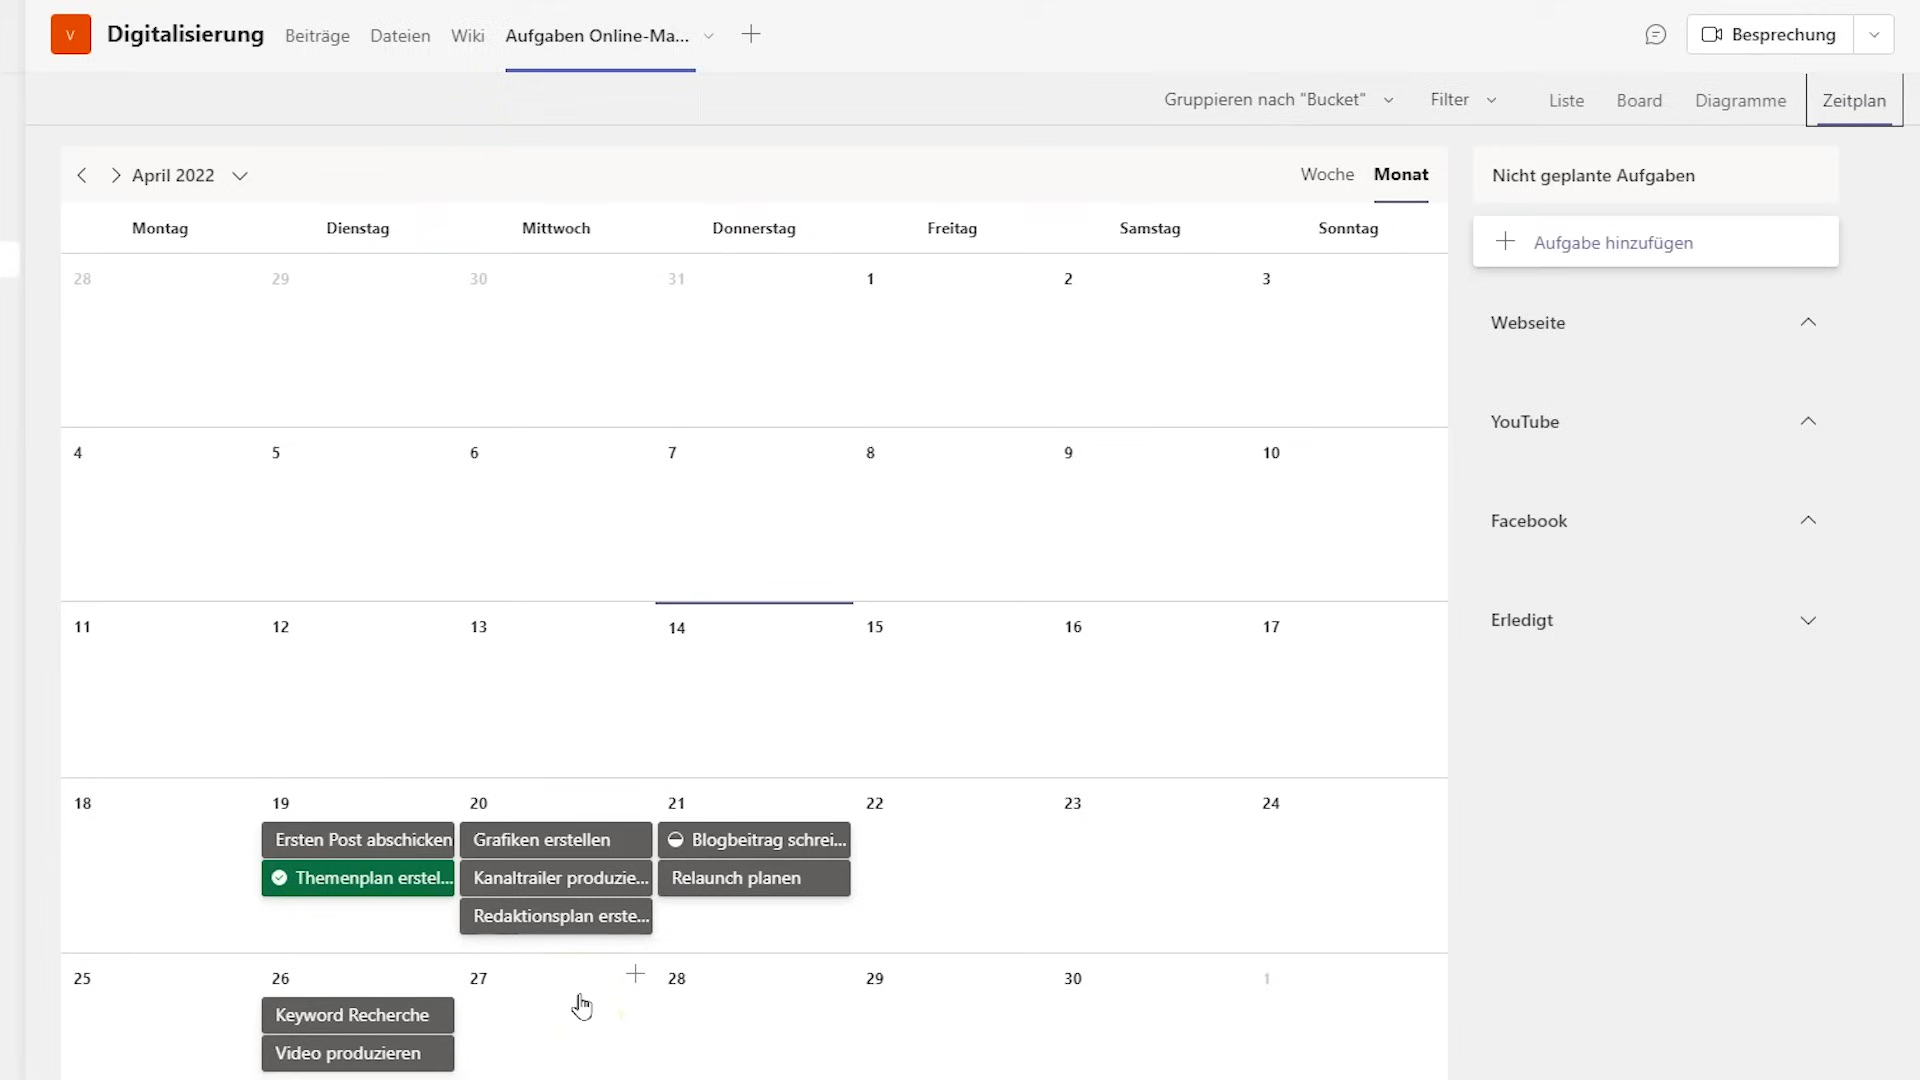 V Digitalisierung Beiträge Dateien Wiki Aufgaben Online-Ma... Besprechung
Gruppieren nach "Bucket" Filter Liste Board Diagramme Zeitplan
April 2022 Woche Monat
Nicht geplante Aufgaben
Montag Dienstag Mittwoch Donnerstag Freitag Samstag Sonntag
Aufgabe hinzufügen
28 29 30 31 1 2 3
Webseite
YouTube
4 5 6 7 8 9 10
Facebook
11 12 13 14 15 16 17
Erledigt
18 19 20 21 22 23 24
Ersten Post abschicken Grafiken erstellen Blogbeitrag schrei...
Themenplan erstel... Kanaltrailer produzie... Relaunch planen
Redaktionsplan erste...
25 26 27 28 29 30 1
Keyword Recherche
Video produzieren